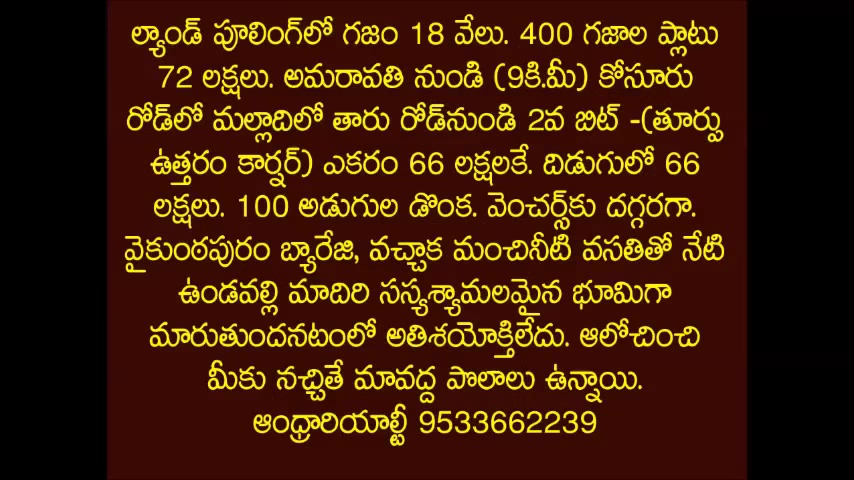 ల్యాండ్ పూలింగ్‌లో గజం 18 వేలు. 400 గజాల ప్లాటు
72 లక్షలు. అమరావతి నుండి (9కి.మీ) కోసూరు
రోడ్‌లో మల్లాదిలో తారు రోడ్‌నుండి 2వ బిట్ -(తూర్పు
ఉత్తరం కార్నర్) ఎకరం 66 లక్షలకే. దిడుగులో 66
లక్షలు. 100 అడుగుల డొంక. వెంచర్స్‌కు దగ్గరగా.
వైకుంఠపురం బ్యారేజి, వచ్చాక మంచినీటి వసతితో నేటి
ఉండవల్లి మాదిరి సస్యశ్యామలమైన భూమిగా
మారుతుందనటంలో అతిశయోక్తిలేదు. ఆలోచించి
మీకు నచ్చితే మావద్ద పొలాలు ఉన్నాయి.
ఆంధ్రారియాల్టీ 9533662239